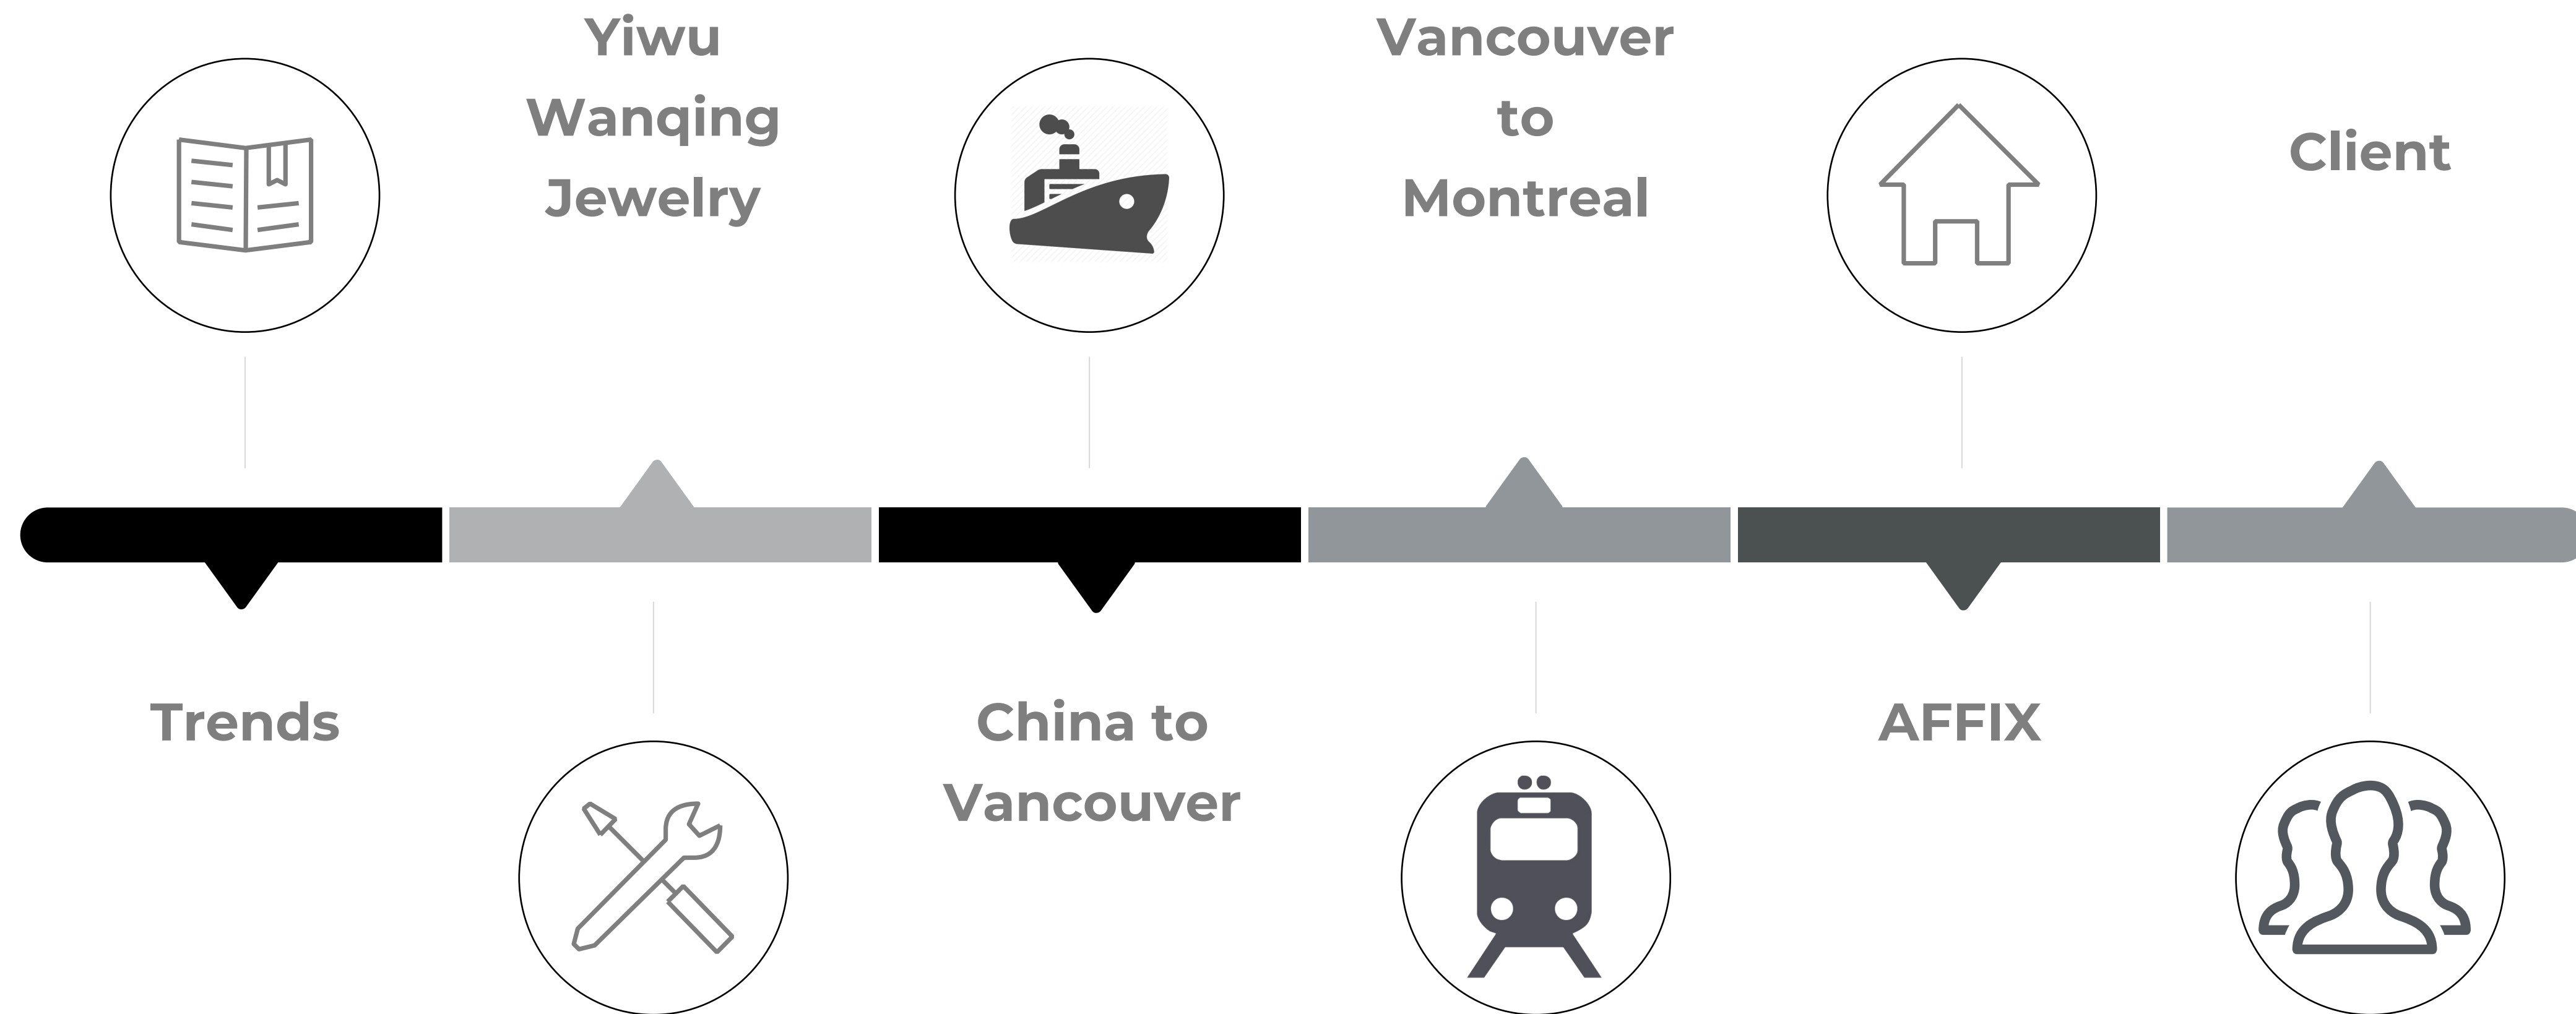 Yiwu
Wanqing
Jewelry
Vancouver
to
Montreal
Client
Trends
China to
Vancouver
AFFIX